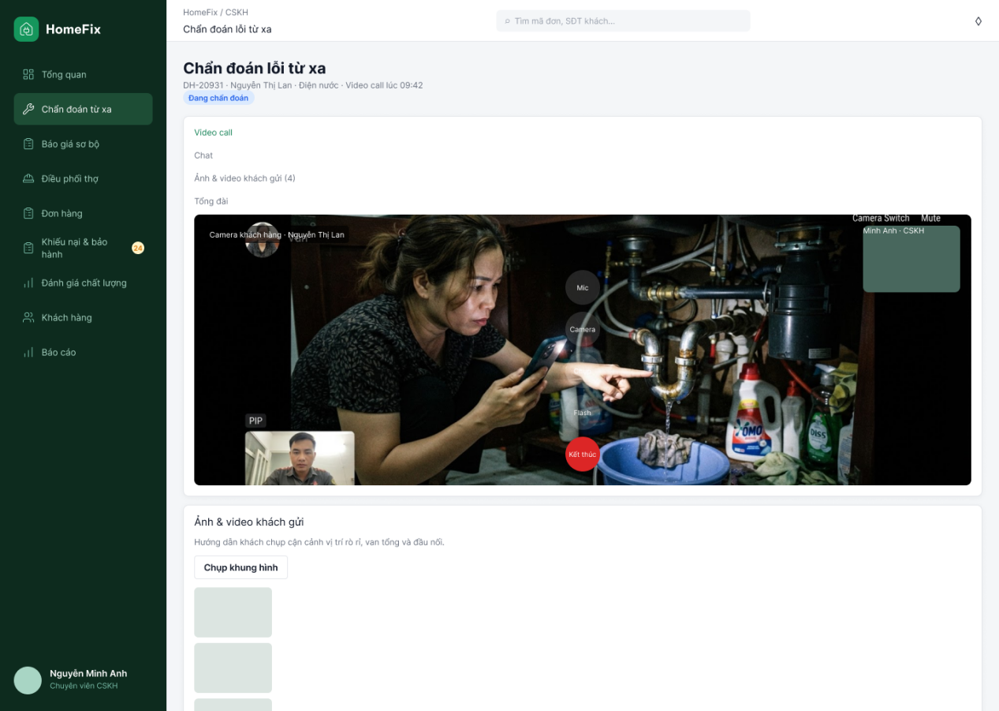 HomeFix
Tổng quan
Chẩn đoán từ xa
Báo giá sơ bộ
Điều phối thợ
Đơn hàng
Khiếu nại & bảo hành
24
Đánh giá chất lượng
Khách hàng
Báo cáo
Nguyễn Minh Anh
Chuyên viên CSKH
HomeFix / CSKH
Chẩn đoán lỗi từ xa
Tìm mã đơn, SĐT khách...
Chẩn đoán lỗi từ xa
DH-20931 · Nguyễn Thị Lan · Điện nước · Video call lúc 09:42
Đang chẩn đoán
Video call
Chat
Ảnh & video khách gửi (4)
Tổng đài
Camera Switch Mute
Camera khách hàng · Nguyễn Thị Lan
Minh Anh · CSKH
Mic
Camera
Flash
Kết thúc
PIP
OMO
DISS
Ảnh & video khách gửi
Hướng dẫn khách chụp cận cảnh vị trí rò rỉ, van tổng và đầu nối.
Chụp khung hình